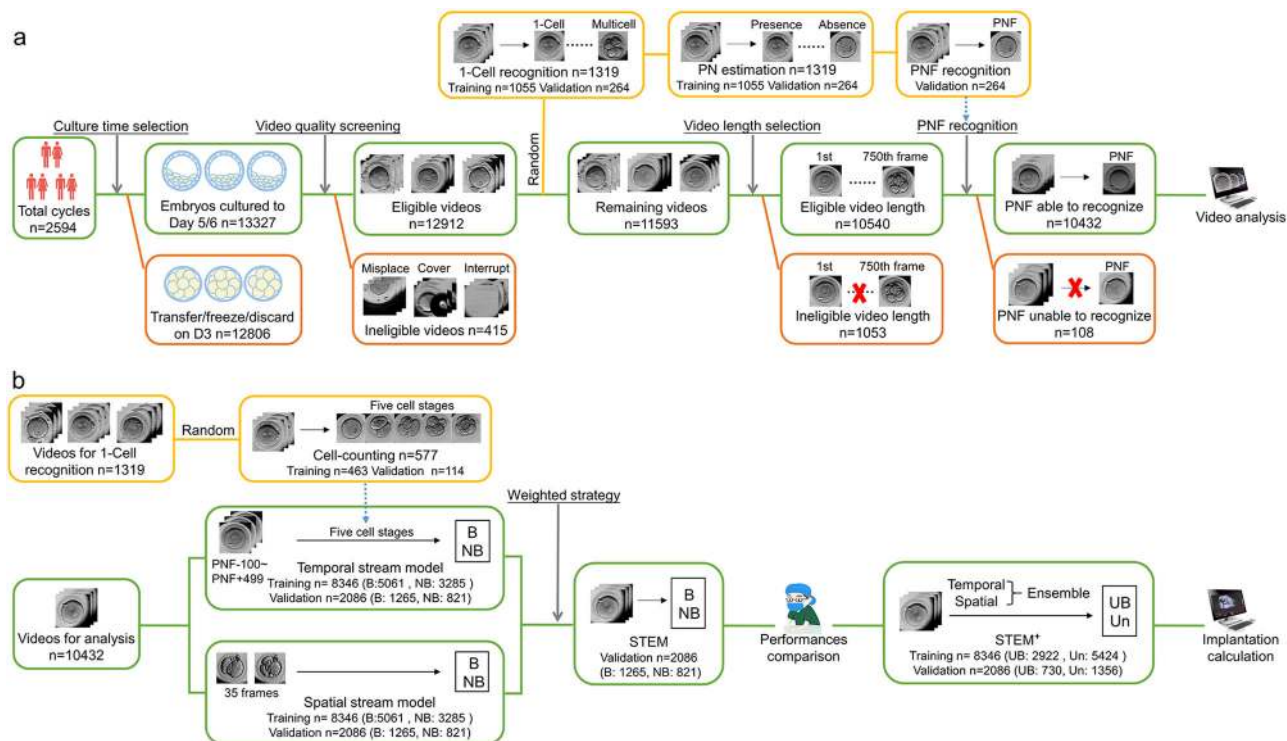 a
1-Cell
Multicell
1-Cell recognition n=1319
Training n=1055 Validation n=264
Presence
Absence
PN estimation n=1319
Training n=1055 Validation n=264
PNF
PNF recognition
Validation n=264
Culture time selection
Video quality screening
Random
Video length selection
PNF recognition
Total cycles
n=2594
Embryos cultured to
Day 5/6 n=13327
Eligible videos
n=12912
Remaining videos
n=11593
1st
750th frame
Eligible video length
n=10540
PNF
PNF able to recognize
n=10432
Video analysis
Transfer/freeze/discard
on D3 n=12806
Misplace
Cover
Interrupt
Ineligible videos n=415
1st
750th frame
Ineligible video length
n=1053
PNF
PNF unable to recognize
n=108
b
Videos for 1-Cell
recognition n=1319
Random
Five cell stages
Cell-counting n=577
Training n=463 Validation n=114
Weighted strategy
PNF-100~
PNF+499
Five cell stages
B
NB
Temporal stream model
Training n= 8346 (B:5061 , NB: 3285 )
Validation n=2086 (B: 1265, NB: 821)
Videos for analysis
n=10432
35 frames
B
NB
Spatial stream model
Training n= 8346 (B:5061 , NB: 3285 )
Validation n=2086 (B: 1265, NB: 821)
B
NB
STEM
Validation n=2086
(B: 1265, NB: 821)
Performances
comparison
Temporal
Spatial
Ensemble
UB
Un
STEM⁺
Training n= 8346 (UB: 2922 , Un: 5424 )
Validation n=2086 (UB: 730, Un: 1356)
Implantation
calculation